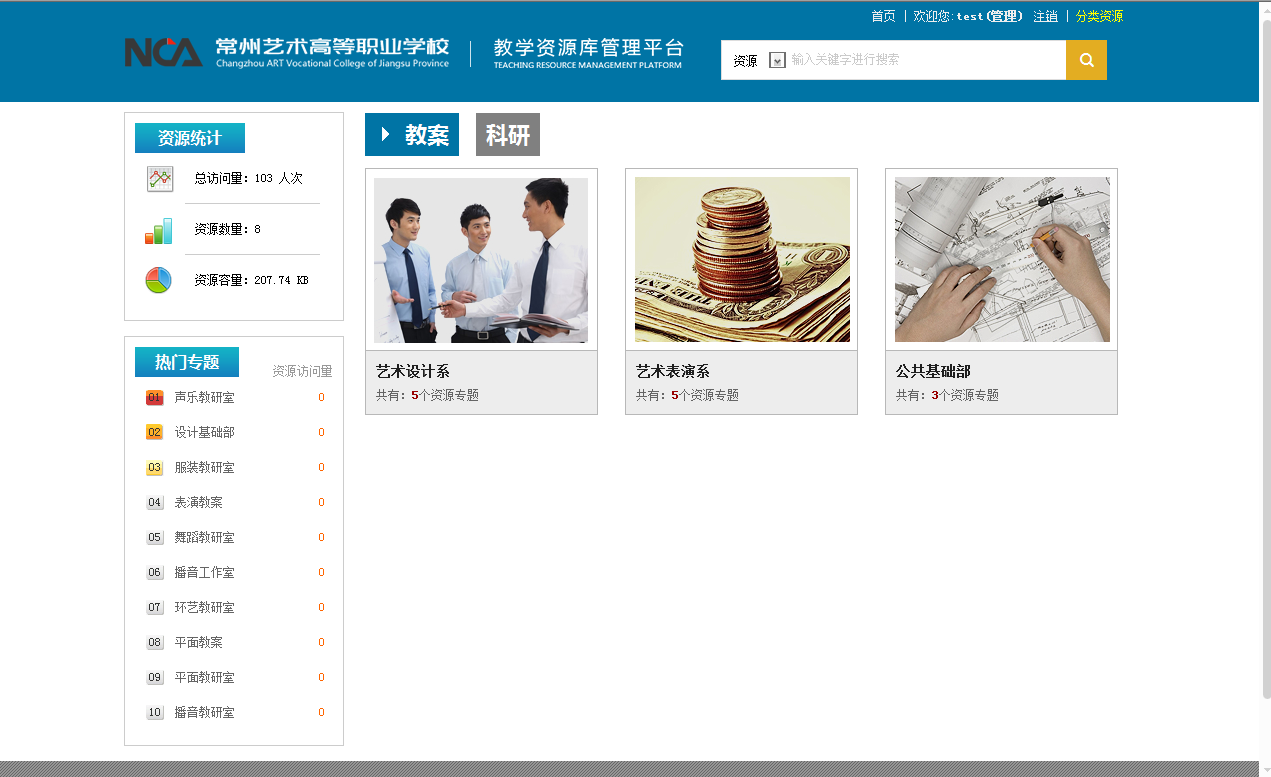 首页 | 欢迎您:test(管理) 注销 | 分类资源
NCA 常州艺术高等职业学校
Changzhou ART Vocational College of Jiangsu Province
教学资源库管理平台
TEACHING RESOURCE MANAGEMENT PLATFORM
资源 输入关键字进行搜索
资源统计
总访问量: 103 人次
资源数量: 8
资源容量: 207.74 KB
热门专题 资源访问量
01 声乐教研室 0
02 设计基础部 0
03 服装教研室 0
04 表演教案 0
05 舞蹈教研室 0
06 播音工作室 0
07 环艺教研室 0
08 平面教案 0
09 平面教研室 0
10 播音教研室 0
教案 科研
艺术设计系
共有: 5个资源专题
艺术表演系
共有: 5个资源专题
公共基础部
共有: 3个资源专题